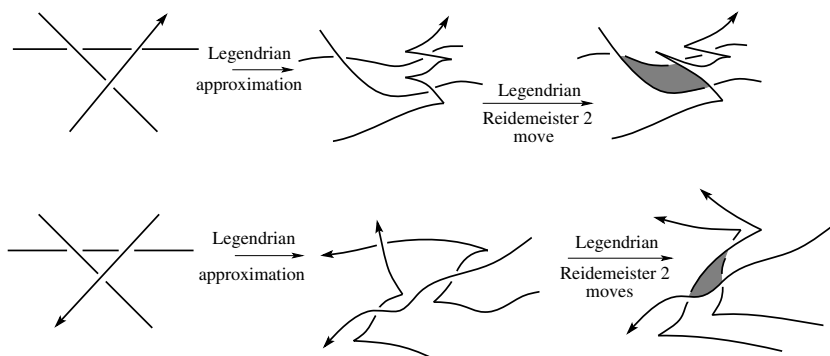 Legendrian
approximation
Legendrian
Reidemeister 2
move
Legendrian
approximation
Legendrian
Reidemeister 2
moves